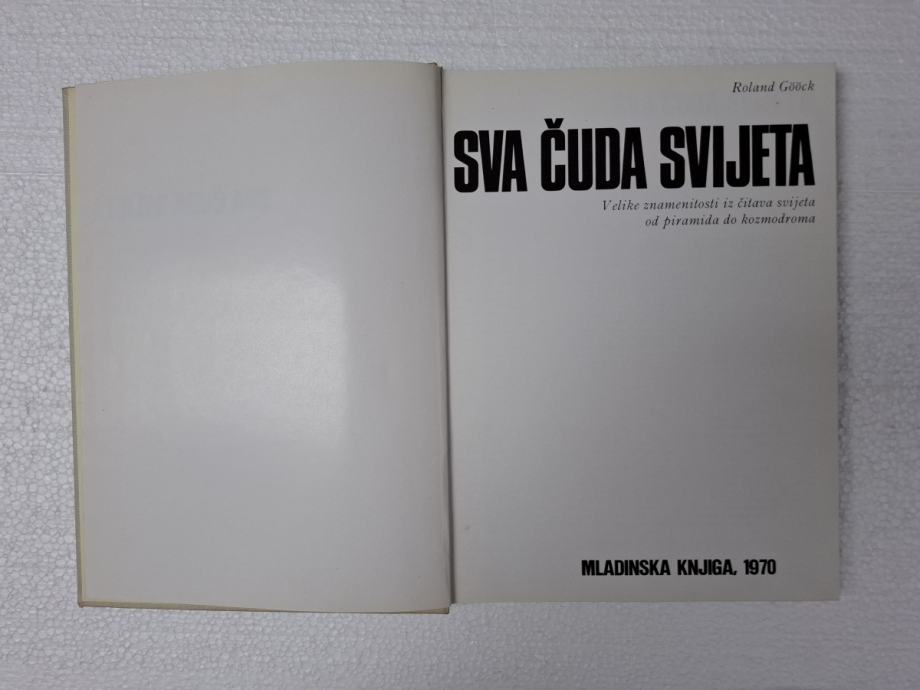 Roland Gööck
SVA ČUDA SVIJETA
Velike znamenitosti iz čitava svijeta
od piramida do kozmodroma
MLADINSKA KNJIGA, 1970